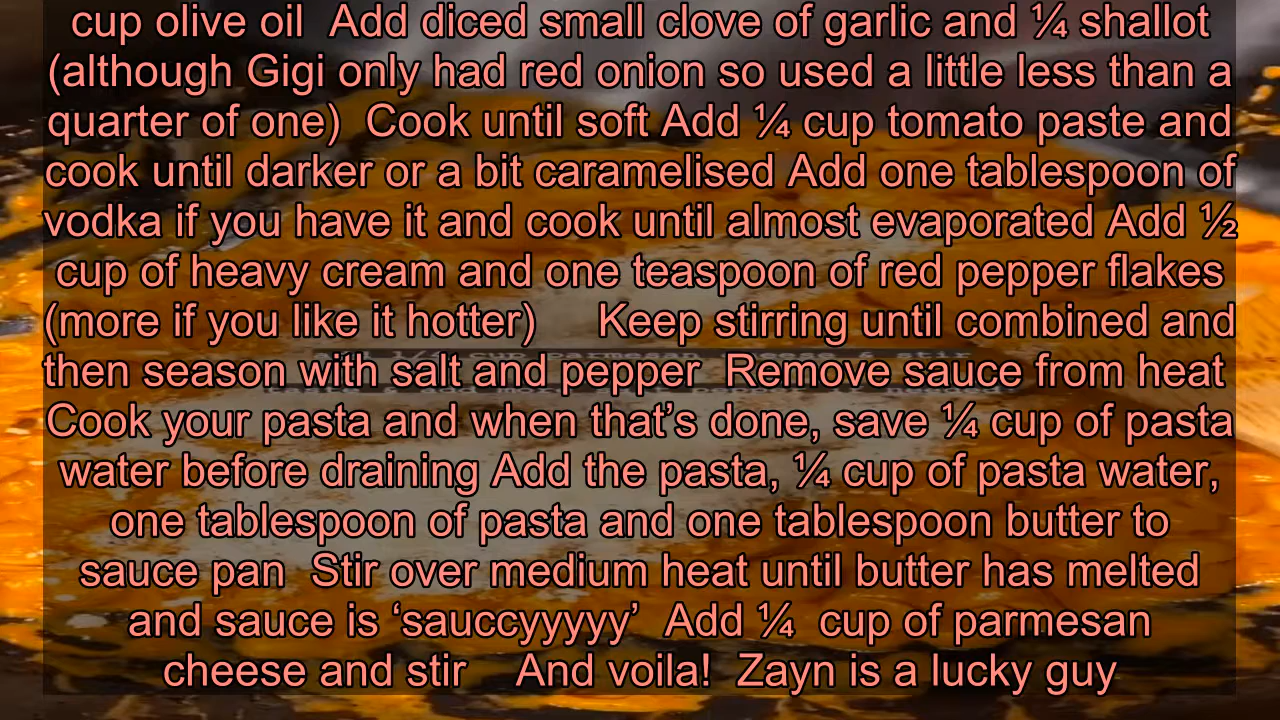 cup olive oil  Add diced small clove of garlic and ¼ shallot
(although Gigi only had red onion so used a little less than a
quarter of one)  Cook until soft Add ¼ cup tomato paste and
cook until darker or a bit caramelised Add one tablespoon of
vodka if you have it and cook until almost evaporated Add ½
cup of heavy cream and one teaspoon of red pepper flakes
(more if you like it hotter)     Keep stirring until combined and
then season with salt and pepper  Remove sauce from heat
Cook your pasta and when that’s done, save ¼ cup of pasta
water before draining Add the pasta, ¼ cup of pasta water,
one tablespoon of pasta and one tablespoon butter to
sauce pan  Stir over medium heat until butter has melted
and sauce is ‘sauccyyyyy’  Add ¼  cup of parmesan
cheese and stir     And voila!  Zayn is a lucky guy